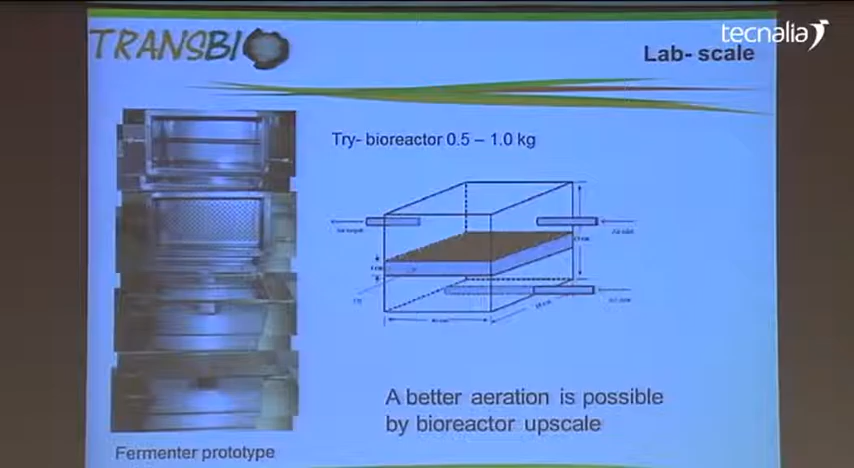 TRANSBIO
tecnalia
Lab- scale
Try- bioreactor 0.5 – 1.0 kg
A better aeration is possible
by bioreactor upscale
Fermenter prototype